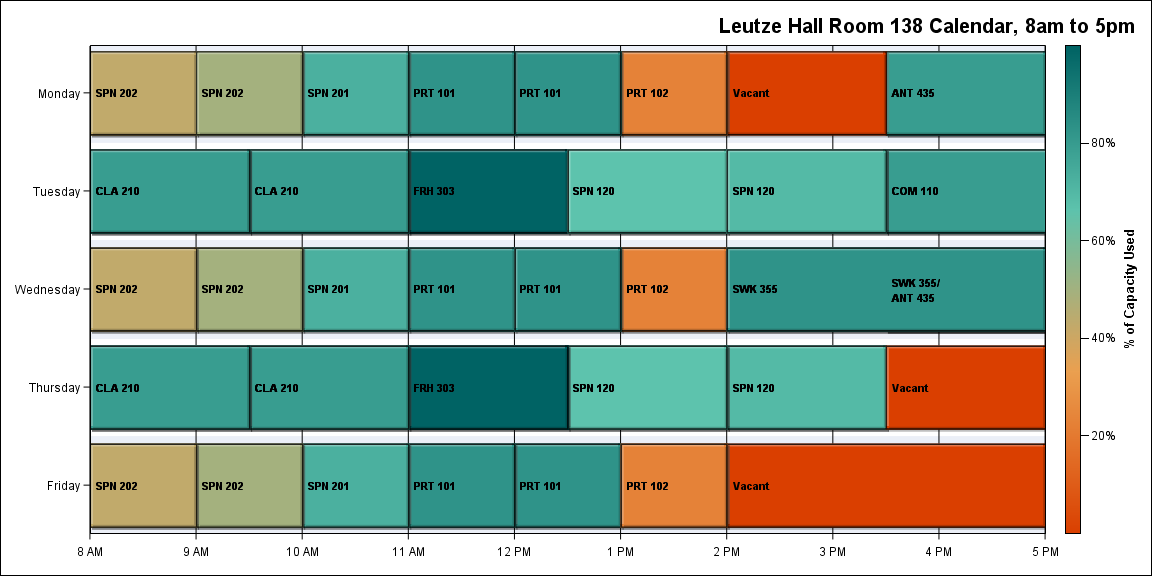 Leutze Hall Room 138 Calendar, 8am to 5pm
Monday
SPN 202
SPN 202
SPN 201
PRT 101
PRT 101
PRT 102
Vacant
ANT 435
Tuesday
CLA 210
CLA 210
FRH 303
SPN 120
SPN 120
COM 110
Wednesday
SPN 202
SPN 202
SPN 201
PRT 101
PRT 101
PRT 102
SWK 355
SWK 355/
ANT 435
Thursday
CLA 210
CLA 210
FRH 303
SPN 120
SPN 120
Vacant
Friday
SPN 202
SPN 202
SPN 201
PRT 101
PRT 101
PRT 102
Vacant
8 AM
9 AM
10 AM
11 AM
12 PM
1 PM
2 PM
3 PM
4 PM
5 PM
80%
60%
40%
20%
% of Capacity Used